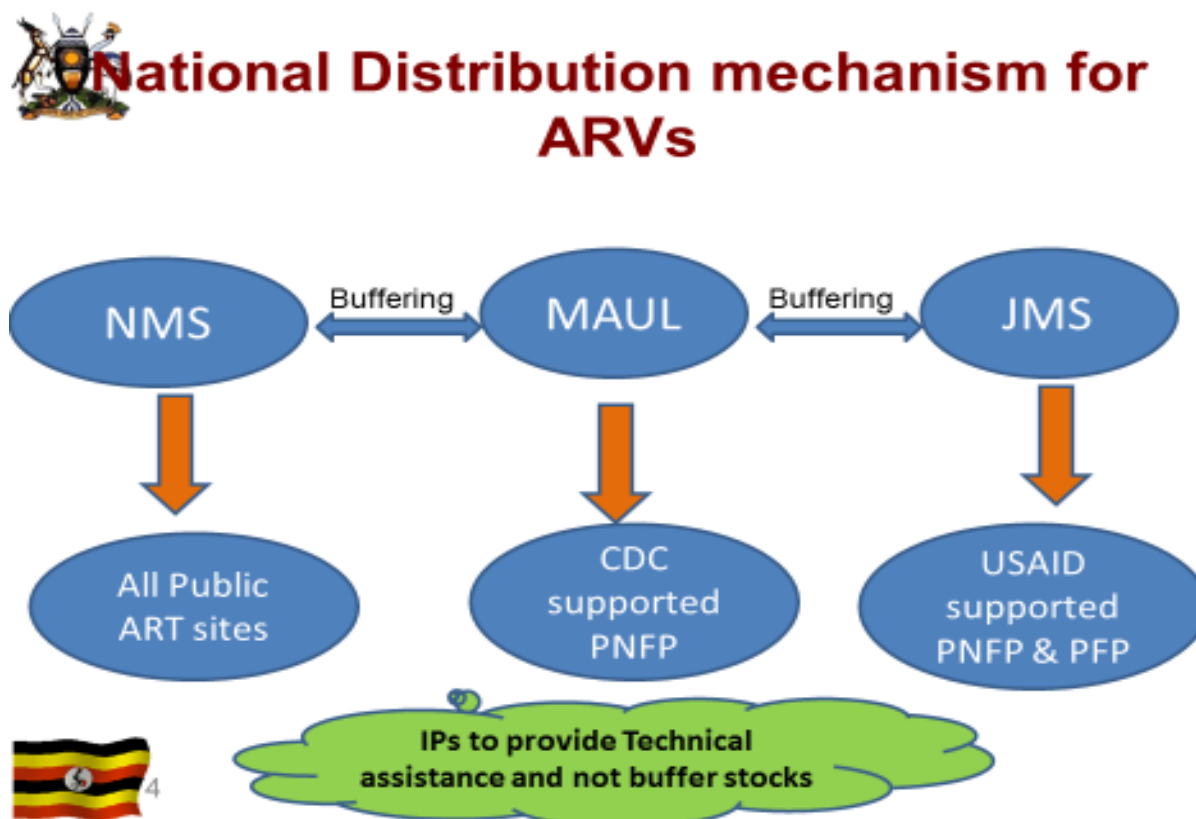 National Distribution mechanism for
ARVs
NMS
Buffering
MAUL
Buffering
JMS
All Public
ART sites
CDC
supported
PNFP
USAID
supported
PNFP & PFP
IPs to provide Technical
assistance and not buffer stocks
4